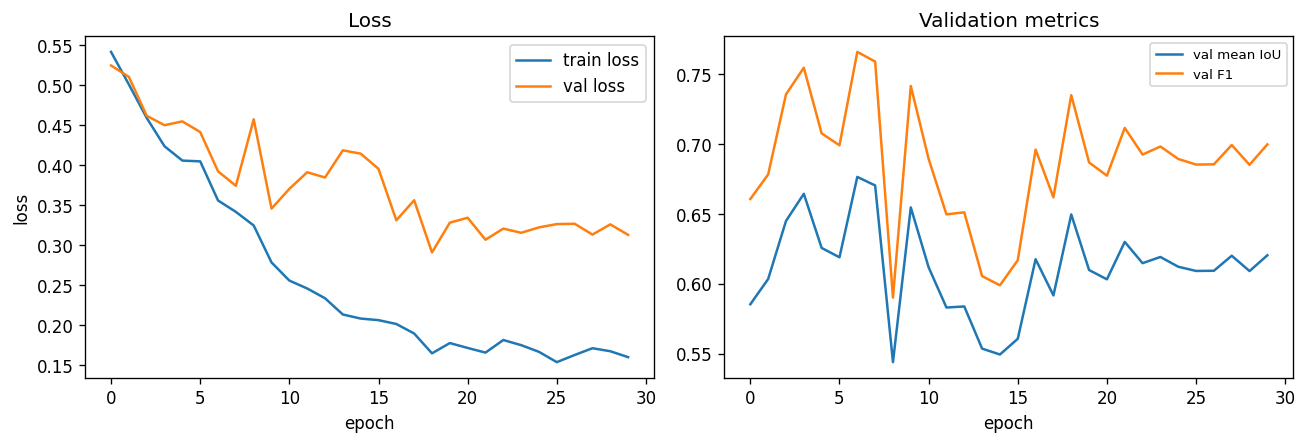 Loss
0.55
0.50
0.45
0.40
0.35
0.30
0.25
0.20
0.15
loss
train loss
val loss
0 5 10 15 20 25 30
epoch
Validation metrics
0.75
0.70
0.65
0.60
0.55
val mean IoU
val F1
0 5 10 15 20 25 30
epoch